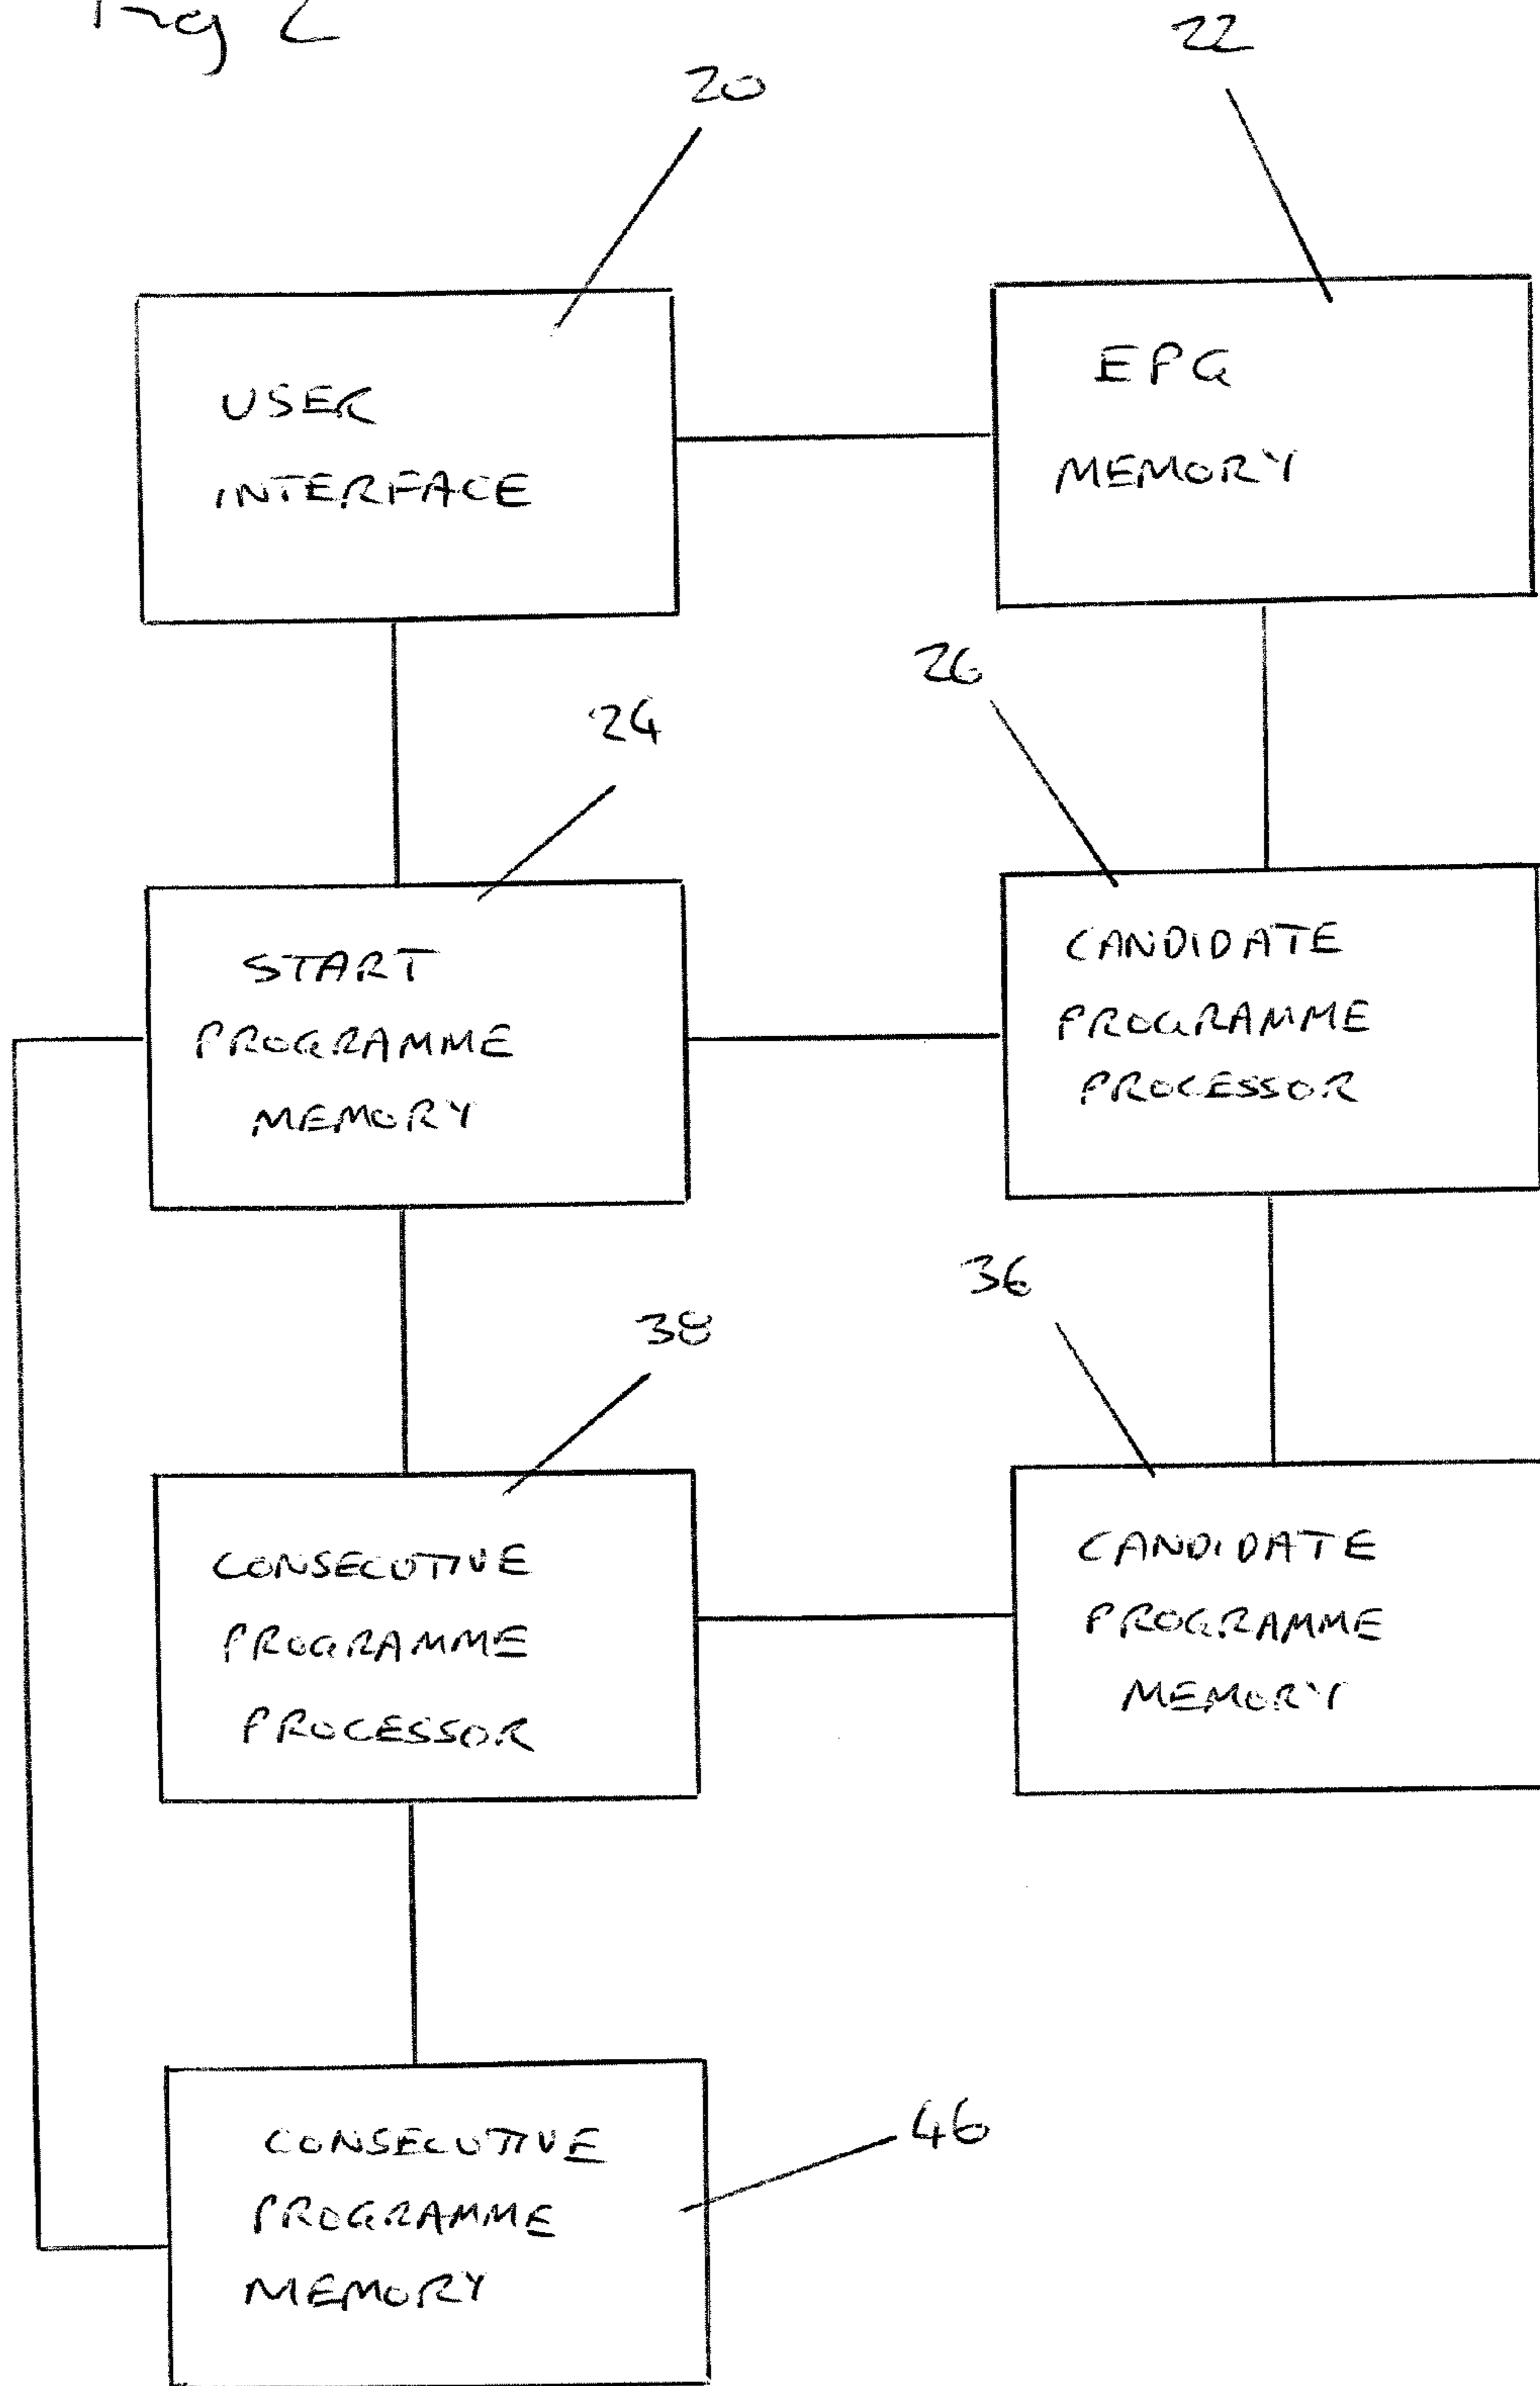 Fig 2
22
20
USER
INTERFACE
EPG
MEMORY
26
24
START
PROGRAMME
MEMORY
CANDIDATE
PROGRAMME
PROCESSOR
36
38
CONSECUTIVE
PROGRAMME
PROCESSOR
CANDIDATE
PROGRAMME
MEMORY
CONSECUTIVE
PROGRAMME
MEMORY
46